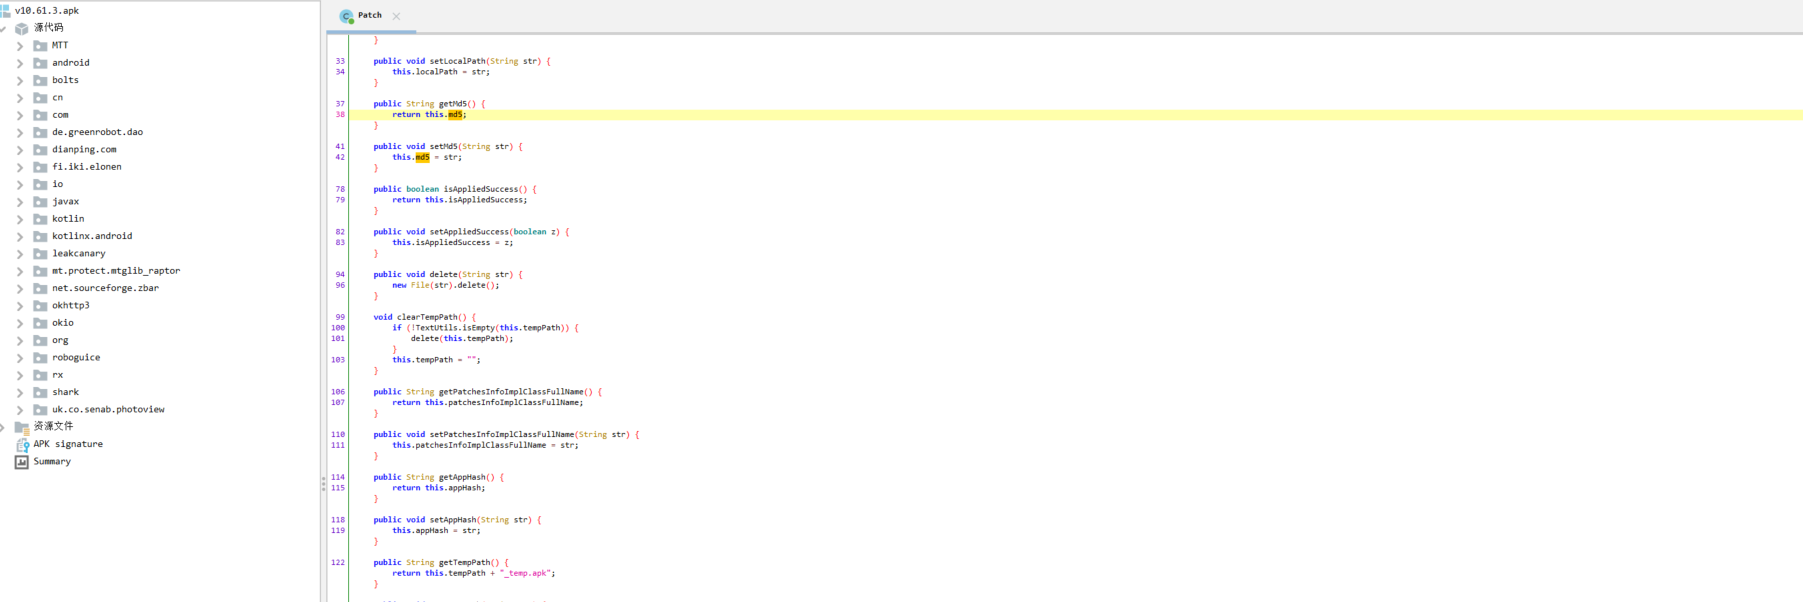 v10.61.3.apk
源代码
MTT
android
bolts
cn
com
de.greenrobot.dao
dianping.com
fi.iki.elonen
io
javax
kotlin
kotlinx.android
leakcanary
mt.protect.mtglib_raptor
net.sourceforge.zbar
okhttp3
okio
org
roboguice
rx
shark
uk.co.senab.photoview
资源文件
APK signature
Summary
Patch
}
33 public void setLocalPath(String str) {
34 this.localPath = str;
}
37 public String getMd5() {
38 return this.md5;
}
41 public void setMd5(String str) {
42 this.md5 = str;
}
78 public boolean isAppliedSuccess() {
79 return this.isAppliedSuccess;
}
82 public void setAppliedSuccess(boolean z) {
83 this.isAppliedSuccess = z;
}
94 public void delete(String str) {
96 new File(str).delete();
}
99 void clearTempPath() {
100 if (!TextUtils.isEmpty(this.tempPath)) {
101 delete(this.tempPath);
}
103 this.tempPath = "";
}
106 public String getPatchesInfoImplClassFullName() {
107 return this.patchesInfoImplClassFullName;
}
110 public void setPatchesInfoImplClassFullName(String str) {
111 this.patchesInfoImplClassFullName = str;
}
114 public String getAppHash() {
115 return this.appHash;
}
118 public void setAppHash(String str) {
119 this.appHash = str;
}
122 public String getTempPath() {
return this.tempPath + "_temp.apk";
}